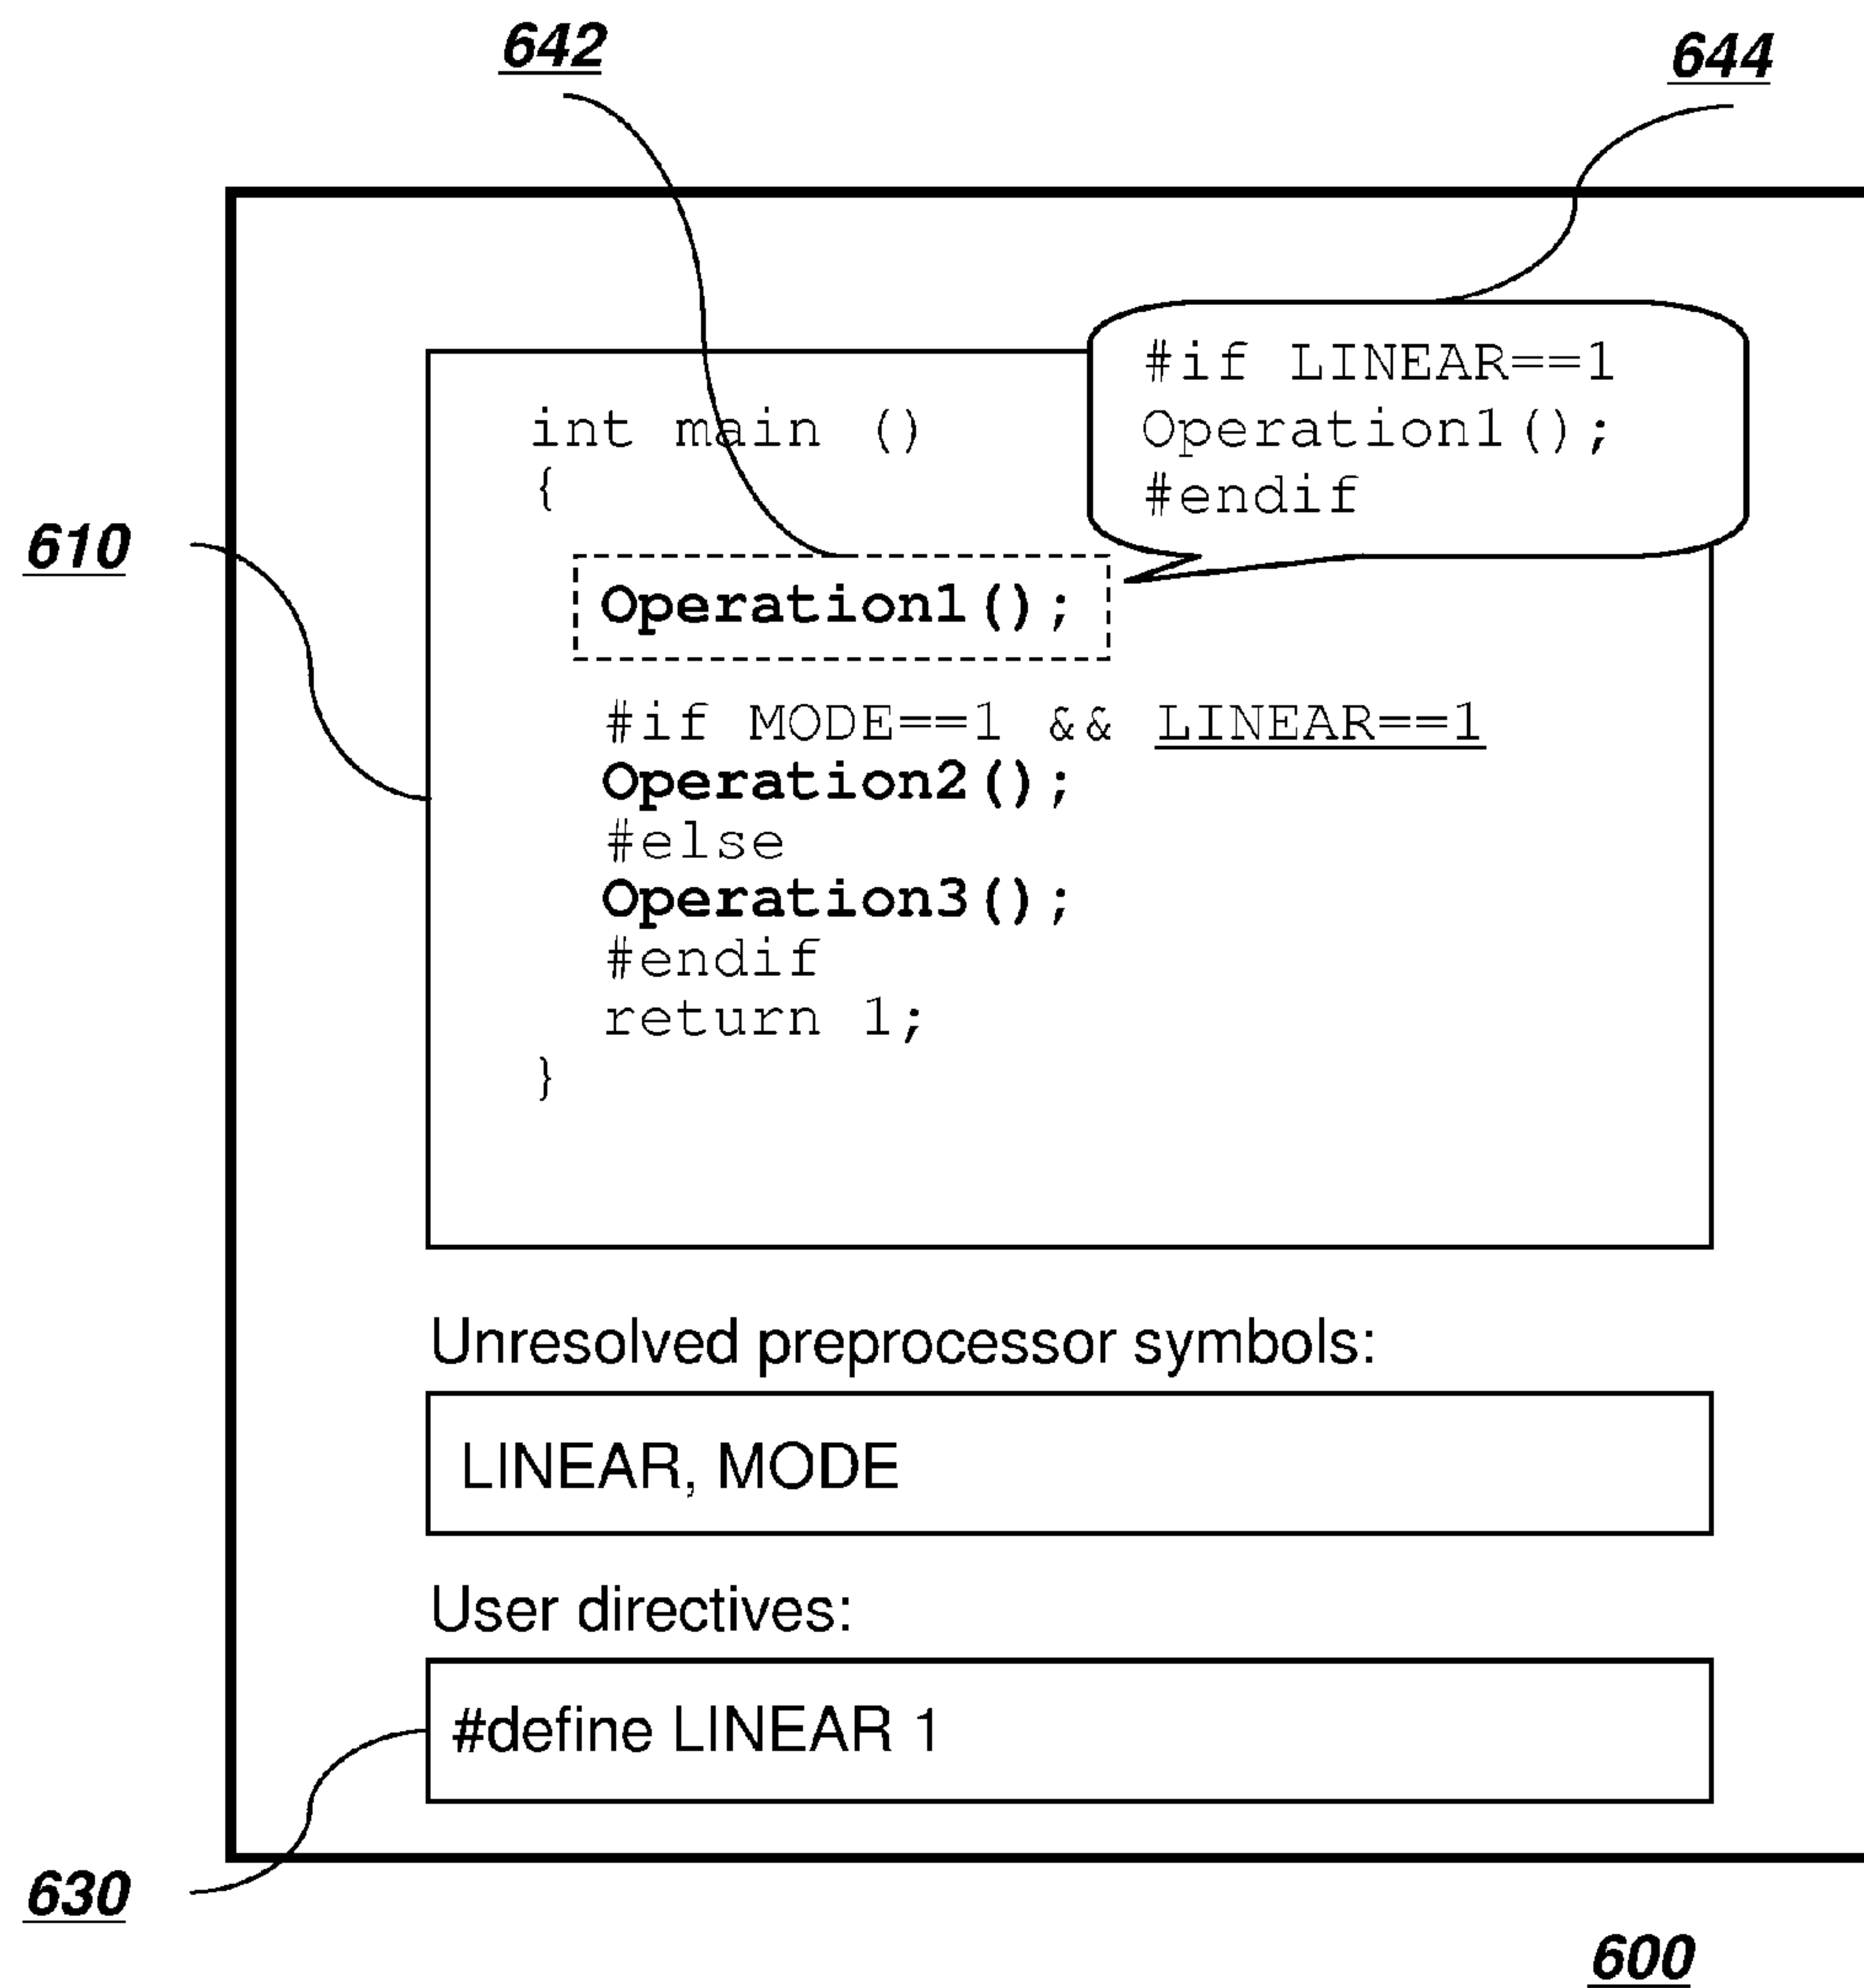 642
644
#if LINEAR==1
Operation1();
#endif
int main ()
{
610
Operation1();
#if MODE==1 && LINEAR==1
Operation2();
#else
Operation3();
#endif
return 1;
}
Unresolved preprocessor symbols:
LINEAR, MODE
User directives:
#define LINEAR 1
630
600